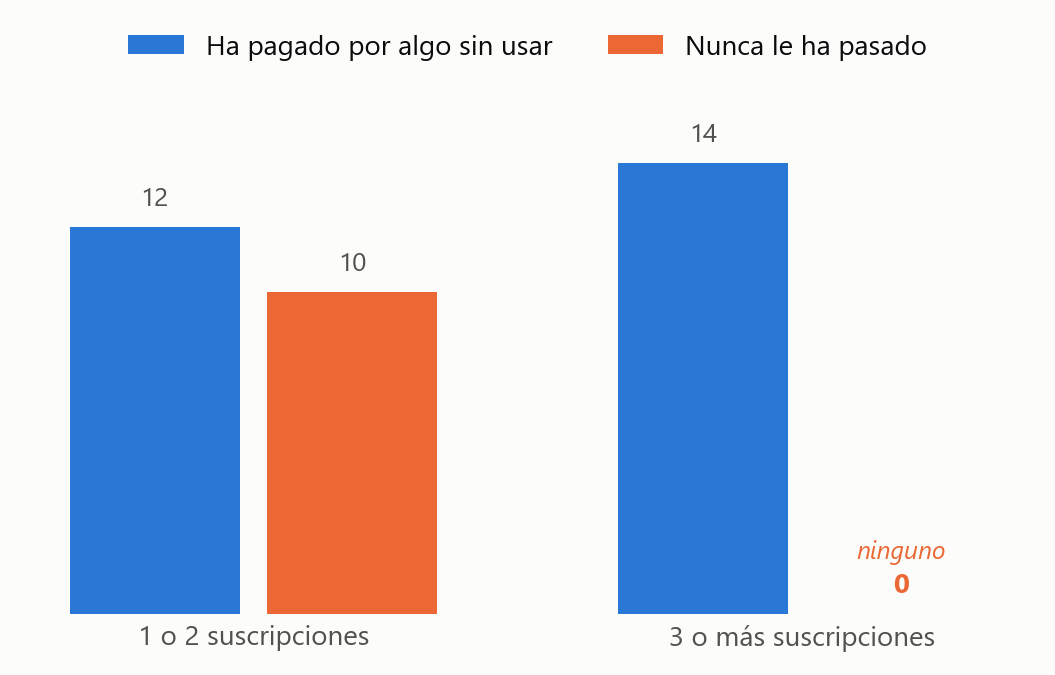 Ha pagado por algo sin usar
Nunca le ha pasado
14
12
10
ninguno
0
1 o 2 suscripciones
3 o más suscripciones